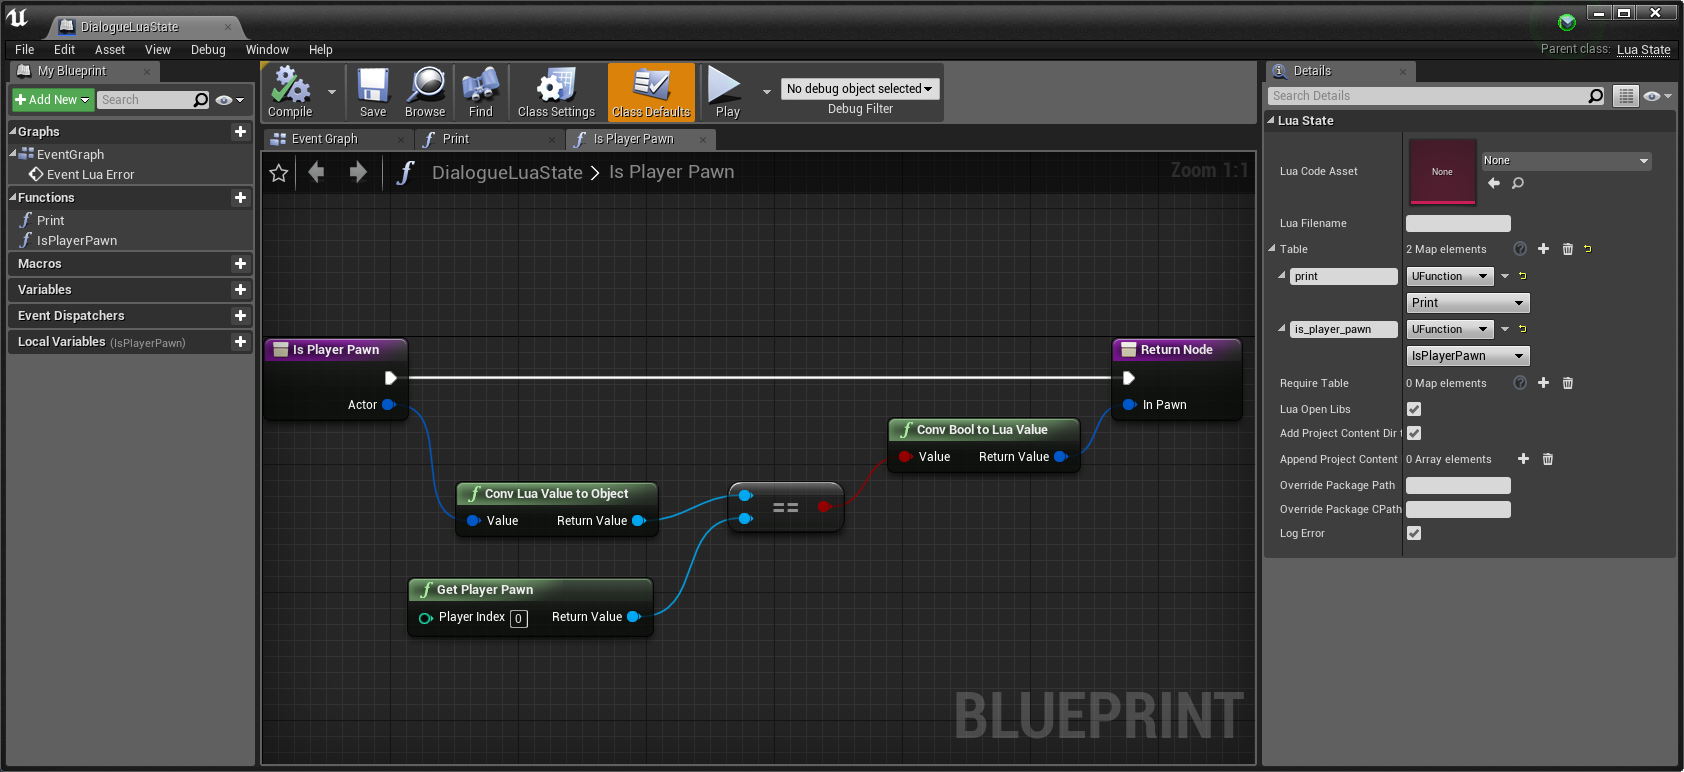 DialogueLuaState
File Edit Asset View Debug Window Help
Parent class: Lua State
My Blueprint
Add New
Search
Graphs
EventGraph
Event Lua Error
Functions
Print
IsPlayerPawn
Macros
Variables
Event Dispatchers
Local Variables (IsPlayerPawn)
Compile
Save
Browse
Find
Class Settings
Class Defaults
Play
No debug object selected
Debug Filter
Event Graph
Print
Is Player Pawn
DialogueLuaState > Is Player Pawn
Zoom 1:1
Is Player Pawn
Actor
Return Node
In Pawn
Conv Bool to Lua Value
Value Return Value
Conv Lua Value to Object
Value Return Value
==
Get Player Pawn
Player Index 0 Return Value
BLUEPRINT
Details
Search Details
Lua State
Lua Code Asset
None
None
Lua Filename
Table 2 Map elements
print UFunction
Print
is_player_pawn UFunction
IsPlayerPawn
Require Table 0 Map elements
Lua Open Libs
Add Project Content Dir
Append Project Content 0 Array elements
Override Package Path
Override Package CPath
Log Error